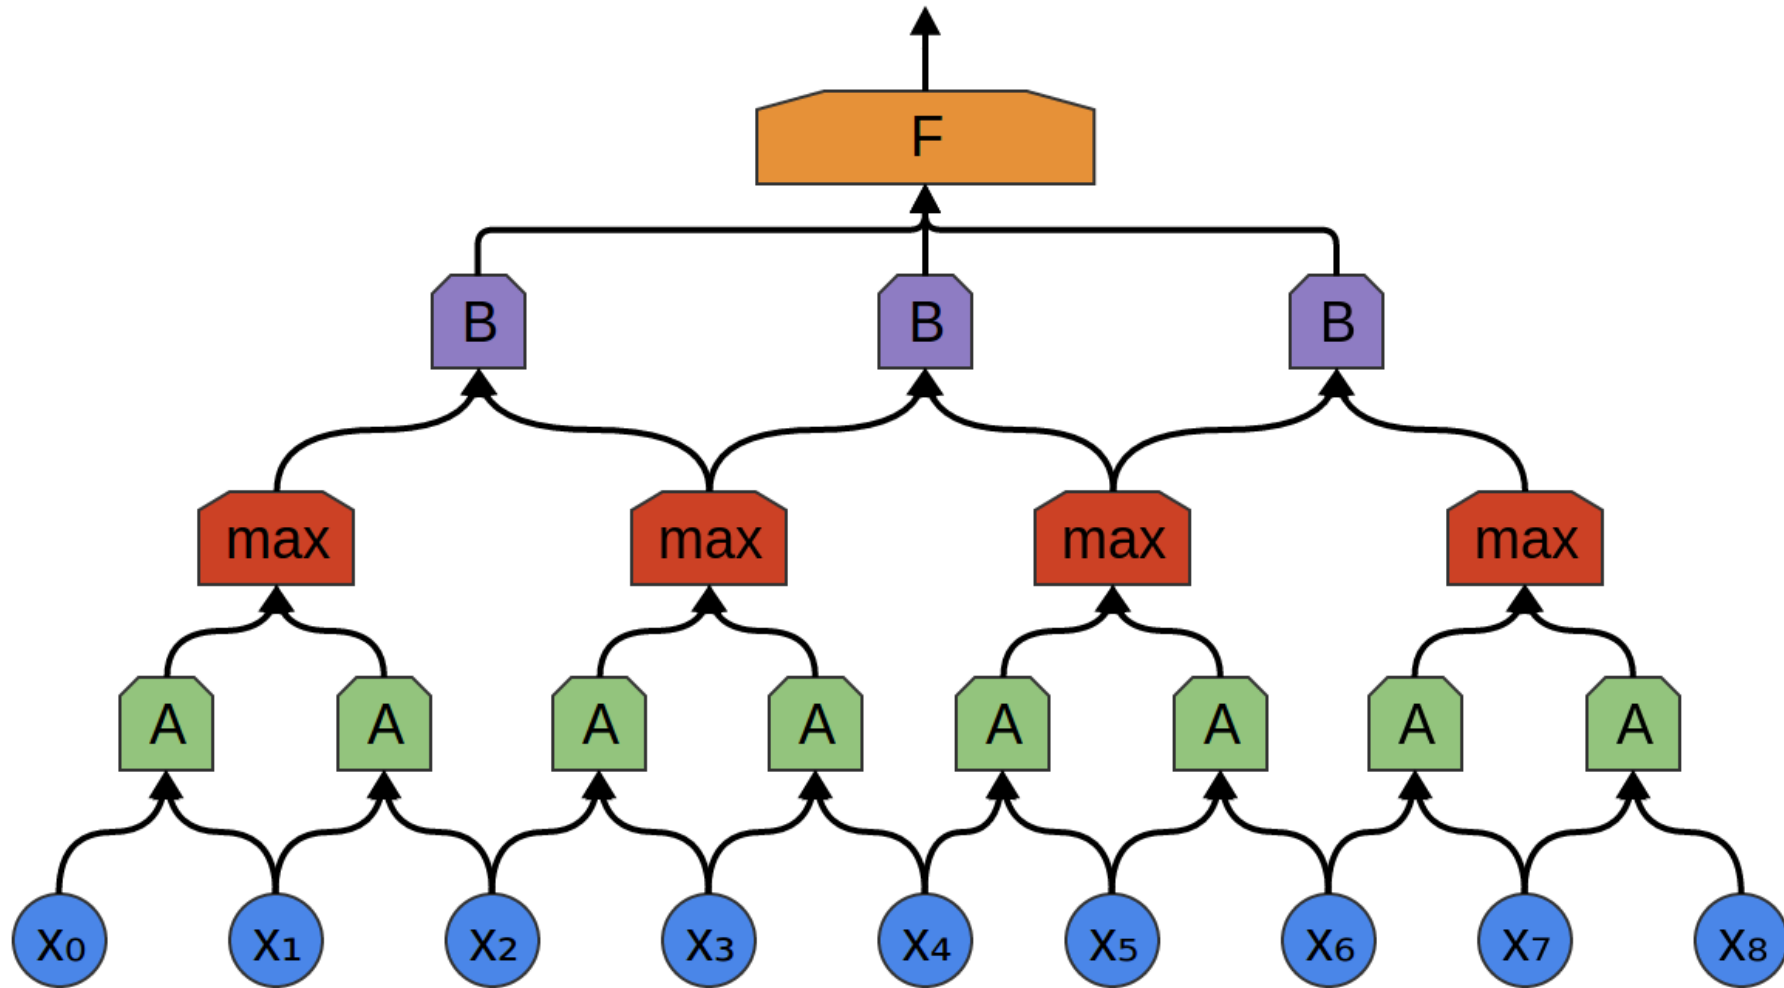 F
B B B
max max max max
A A A A A A A A
x₀ x₁ x₂ x₃ x₄ x₅ x₆ x₇ x₈